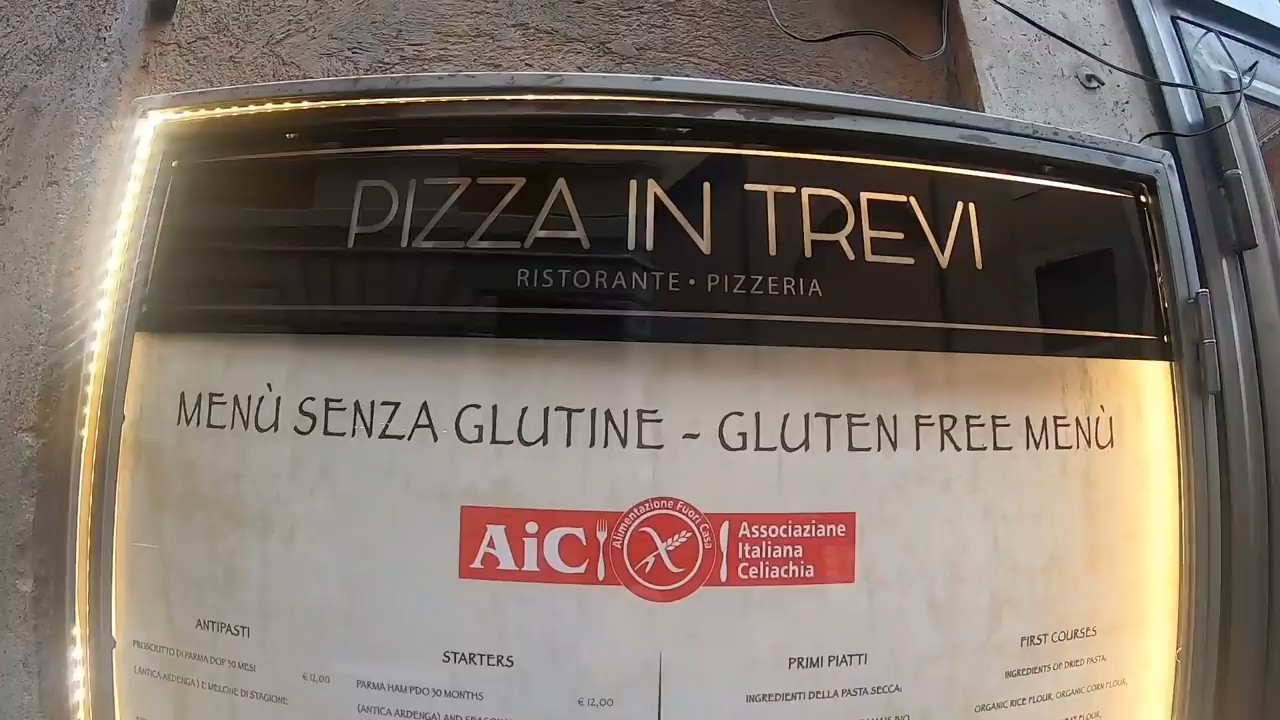 PIZZA IN TREVI
RISTORANTE • PIZZERIA
MENÙ SENZA GLUTINE ~ GLUTEN FREE MENÙ
AiC
Alimentazione Fuori Casa
Associaziane
Italiana
Celiachia
ANTIPASTI
PROSCIUTTO DI PARMA DOP 30 MESI
(ANTICA ARDENGA) E MELONE DI STAGIONE
€ 12,00
STARTERS
PARMA HAM PDO 30 MONTHS
(ANTICA ARDENGA) AND
€ 12,00
PRIMI PIATTI
INGREDIENTI DELLA PASTA SECCA:
FIRST COURSES
INGREDIENTS OF DRIED PASTA:
ORGANIC RICE FLOUR, ORGANIC CORN FLOUR,